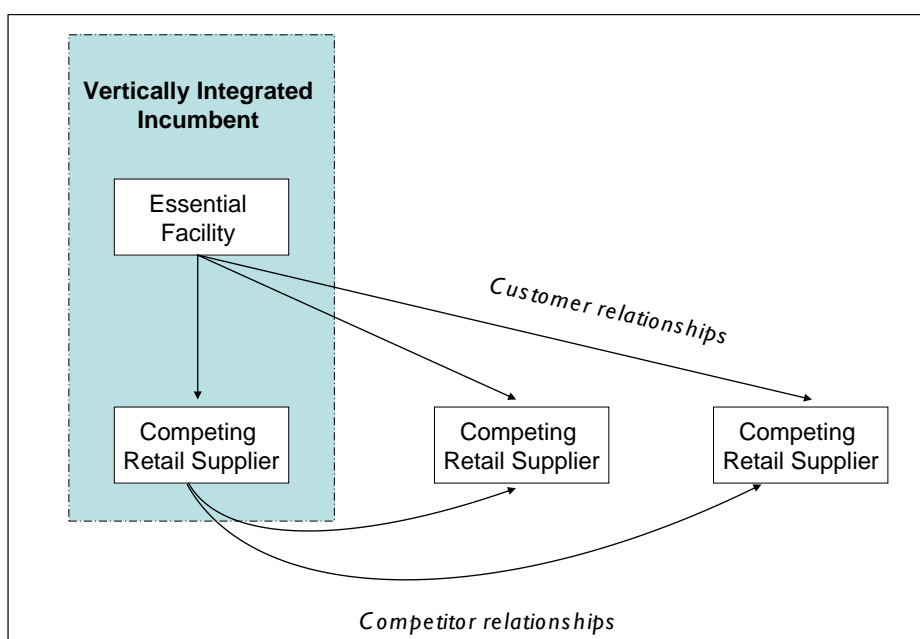 Vertically Integrated
Incumbent
Essential
Facility
Customer relationships
Competing
Retail Supplier
Competing
Retail Supplier
Competing
Retail Supplier
Competitor relationships